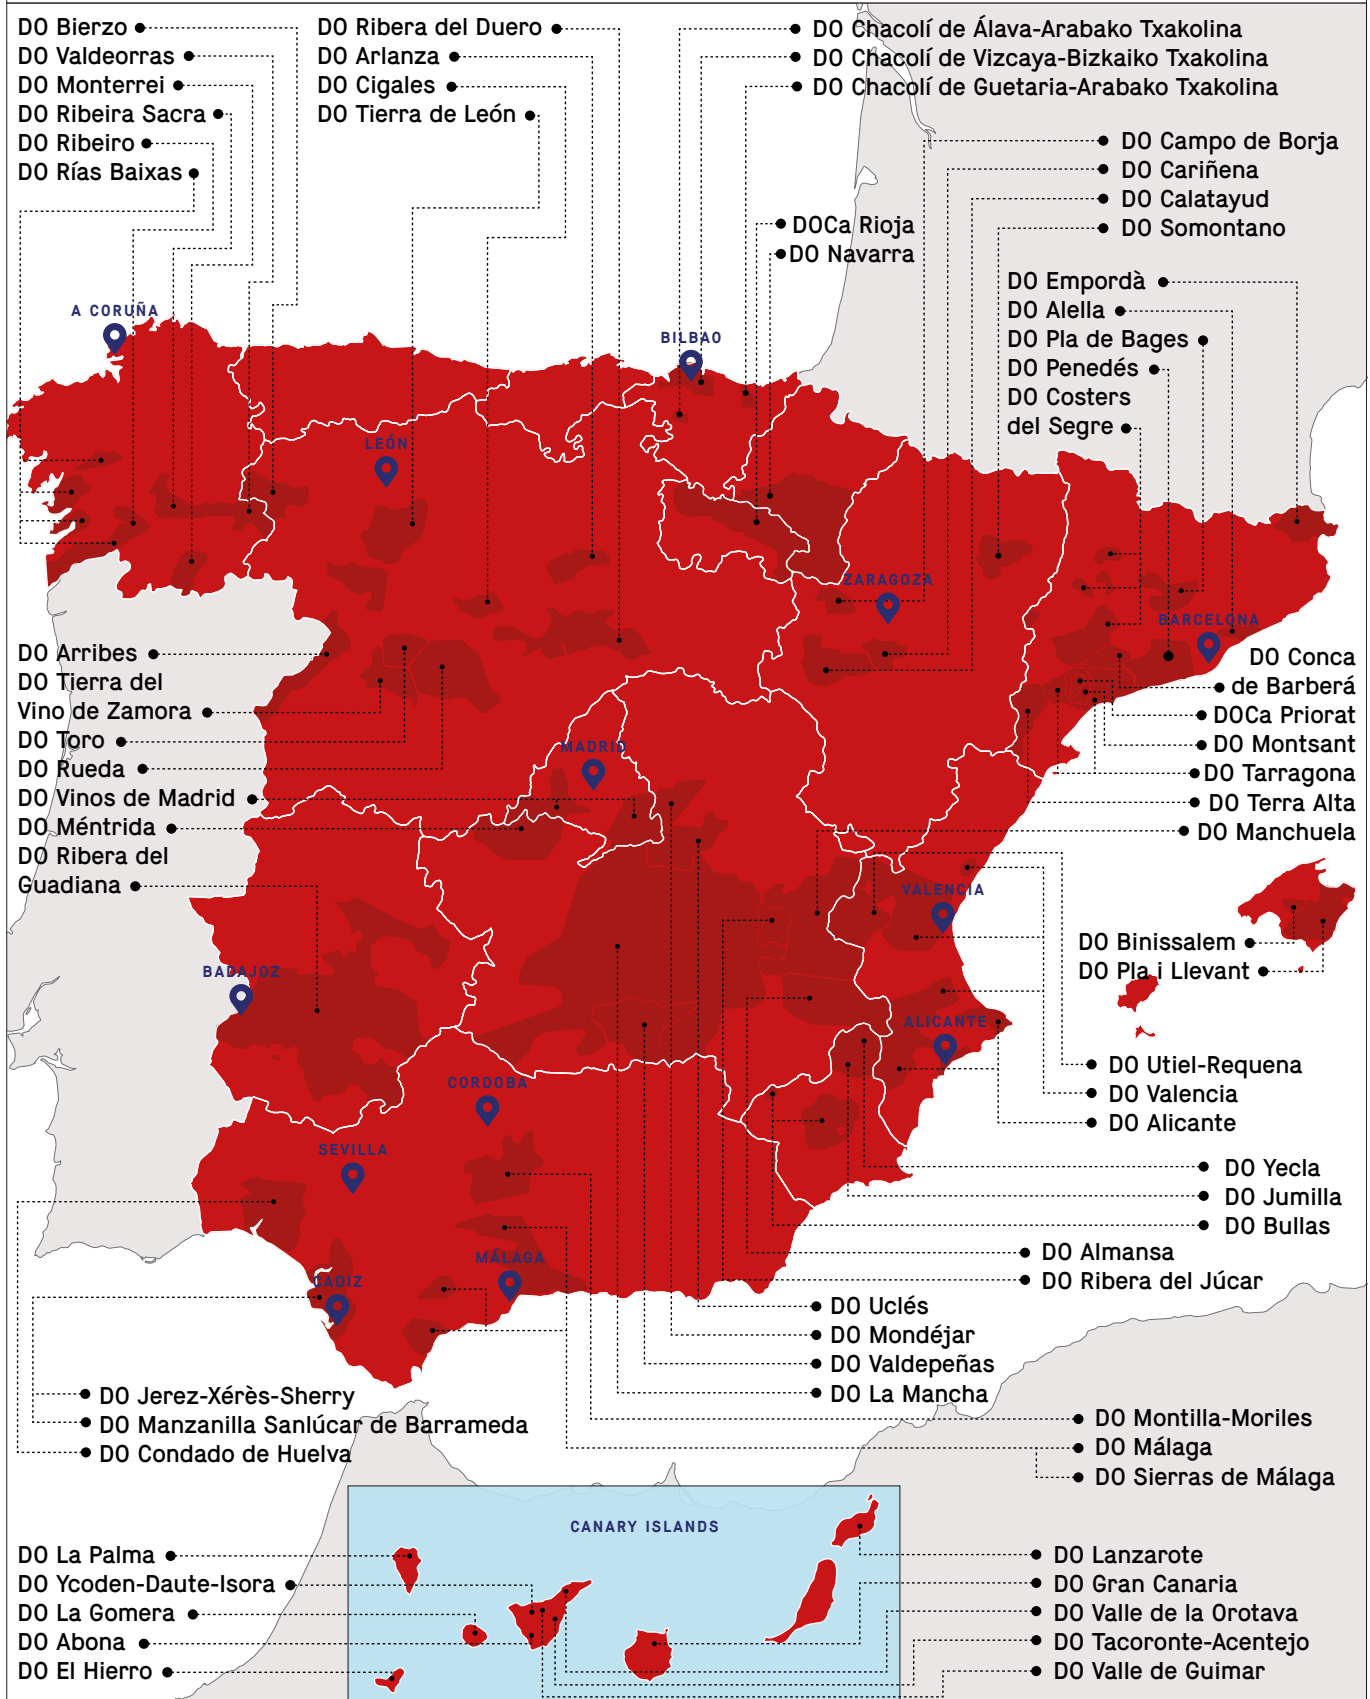 DO Bierzo
DO Valdeorras
DO Monterrei
DO Ribeira Sacra
DO Ribeiro
DO Rías Baixas
DO Ribera del Duero
DO Arlanza
DO Cigales
DO Tierra de León
DO Chacolí de Álava-Arabako Txakolina
DO Chacolí de Vizcaya-Bizkaiko Txakolina
DO Chacolí de Guetaria-Arabako Txakolina
DO Campo de Borja
DO Cariñena
DO Calatayud
DO Somontano
DOCa Rioja
DO Navarra
DO Empordà
DO Alella
DO Pla de Bages
DO Penedés
DO Costers
del Segre
A CORUÑA
BILBAO
LEÓN
ZARAGOZA
BARCELONA
DO Arribes
DO Tierra del
Vino de Zamora
DO Toro
DO Rueda
DO Vinos de Madrid
DO Méntrida
DO Ribera del
Guadiana
DO Conca
de Barberá
DOCa Priorat
DO Montsant
DO Tarragona
DO Terra Alta
DO Manchuela
MADRID
VALENCIA
BADAJOZ
ALICANTE
CORDOBA
SEVILLA
MÁLAGA
CADIZ
DO Binissalem
DO Pla i Llevant
DO Utiel-Requena
DO Valencia
DO Alicante
DO Yecla
DO Jumilla
DO Bullas
DO Almansa
DO Ribera del Júcar
DO Uclés
DO Mondéjar
DO Valdepeñas
DO La Mancha
DO Jerez-Xérès-Sherry
DO Manzanilla Sanlúcar de Barrameda
DO Condado de Huelva
DO Montilla-Moriles
DO Málaga
DO Sierras de Málaga
CANARY ISLANDS
DO La Palma
DO Ycoden-Daute-Isora
DO La Gomera
DO Abona
DO El Hierro
DO Lanzarote
DO Gran Canaria
DO Valle de la Orotava
DO Tacoronte-Acentejo
DO Valle de Guimar